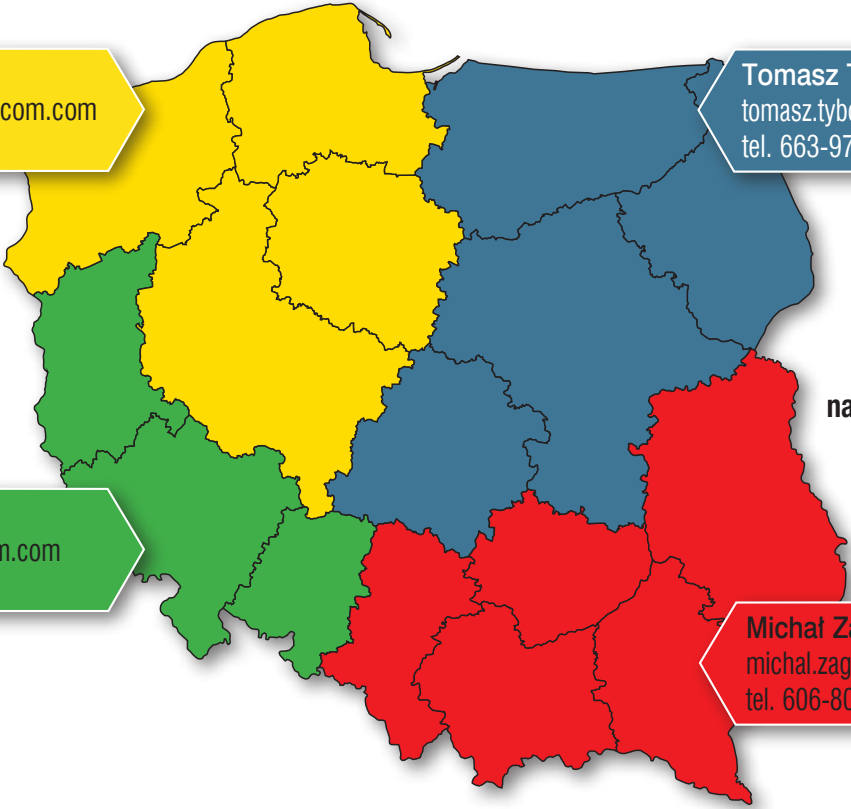 com.com
Tomasz
tomasz.tyb
tel. 663-97
na
m.com
Michał Za
michal.zag
tel. 606-80